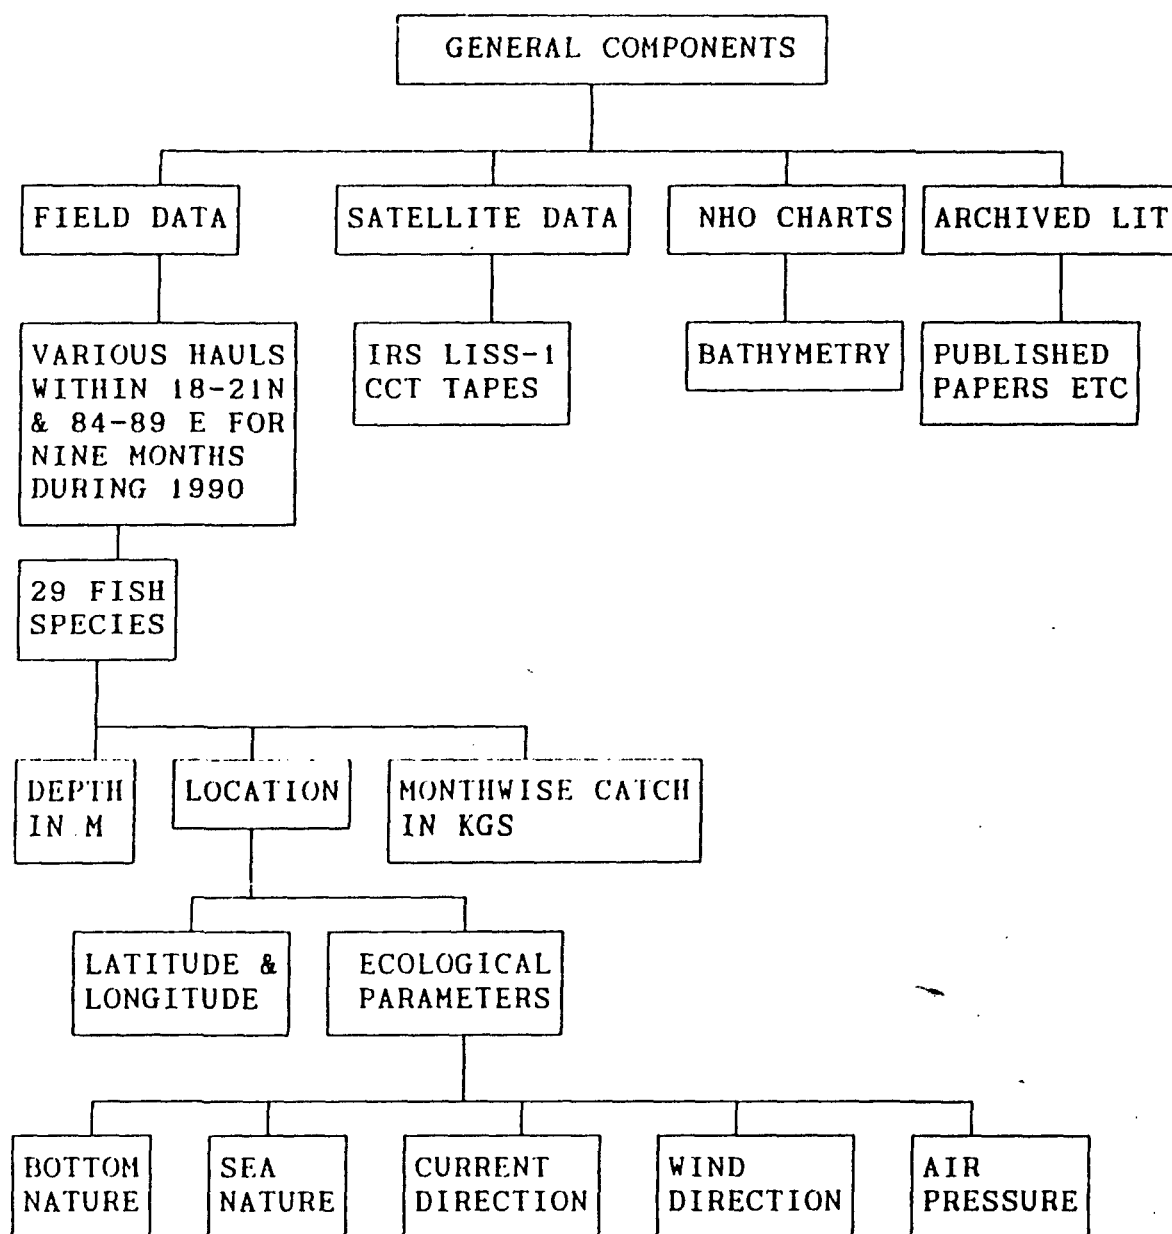 GENERAL COMPONENTS
FIELD DATA
SATELLITE DATA
NHO CHARTS
ARCHIVED LIT
VARIOUS HAULS
WITHIN 18-21N
& 84-89 E FOR
NINE MONTHS
DURING 1990
IRS LISS-1
CCT TAPES
BATHYMETRY
PUBLISHED
PAPERS ETC
29 FISH
SPECIES
DEPTH
IN M
LOCATION
MONTHWISE CATCH
IN KGS
LATITUDE &
LONGITUDE
ECOLOGICAL
PARAMETERS
BOTTOM
NATURE
SEA
NATURE
CURRENT
DIRECTION
WIND
DIRECTION
AIR
PRESSURE